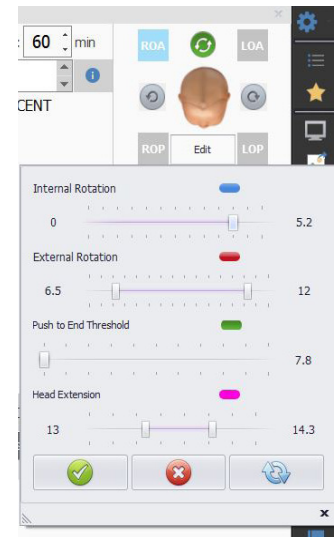 : 60 min
ROA
LOA
CENT
ROP
Edit
LOP
Internal Rotation
0
5.2
External Rotation
6.5
12
Push to End Threshold
7.8
Head Extension
13
14.3
x